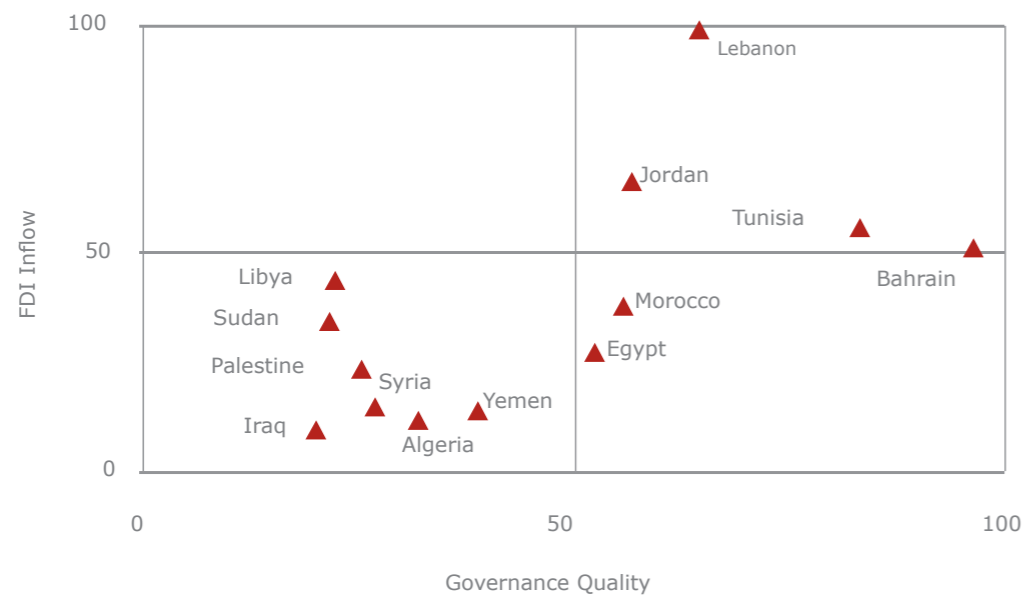 100
Lebanon
Jordan
Tunisia
FDI Inflow
50
Libya
Bahrain
Morocco
Sudan
Egypt
Palestine
Syria
Yemen
Iraq
Algeria
0
0
50
100
Governance Quality